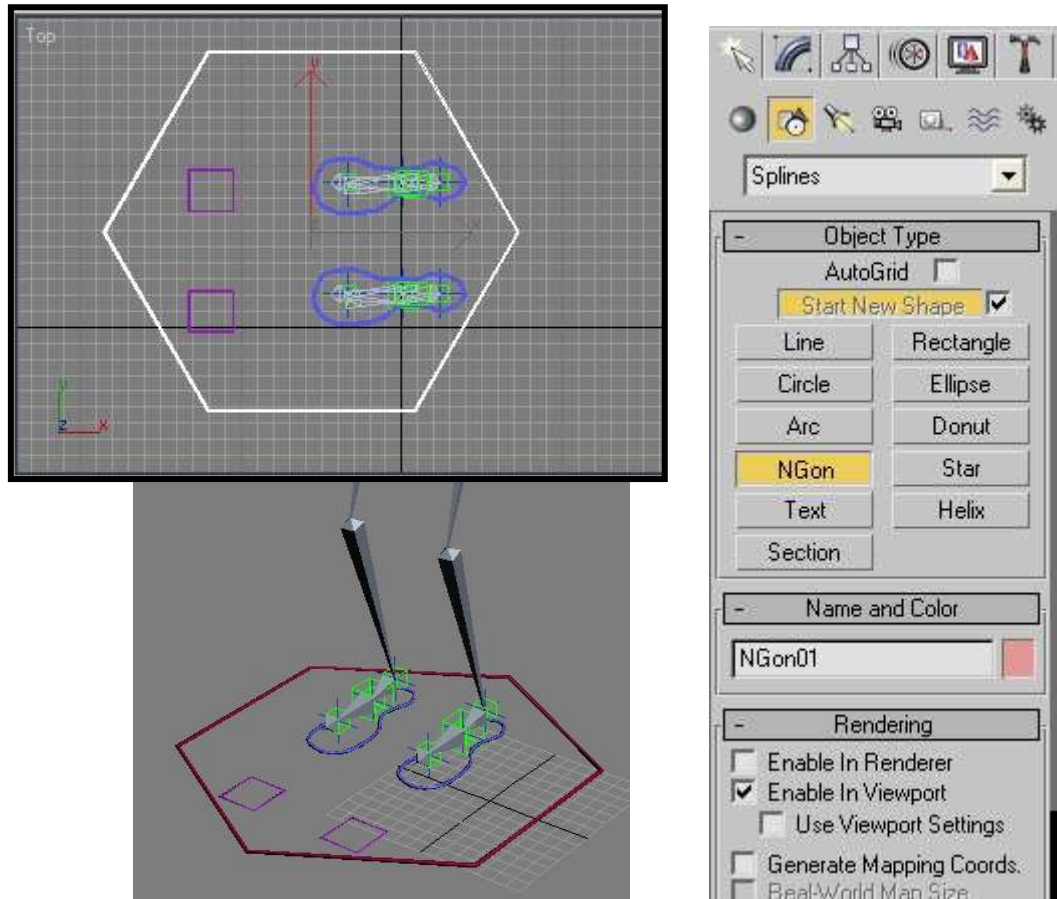 Top
y
x
y
z x
Splines
- Object Type
AutoGrid
Start New Shape
Line Rectangle
Circle Ellipse
Arc Donut
NGon Star
Text Helix
Section
- Name and Color
NGon01
- Rendering
Enable In Renderer
Enable In Viewport
Use Viewport Settings
Generate Mapping Coords.
Real-World Map Size